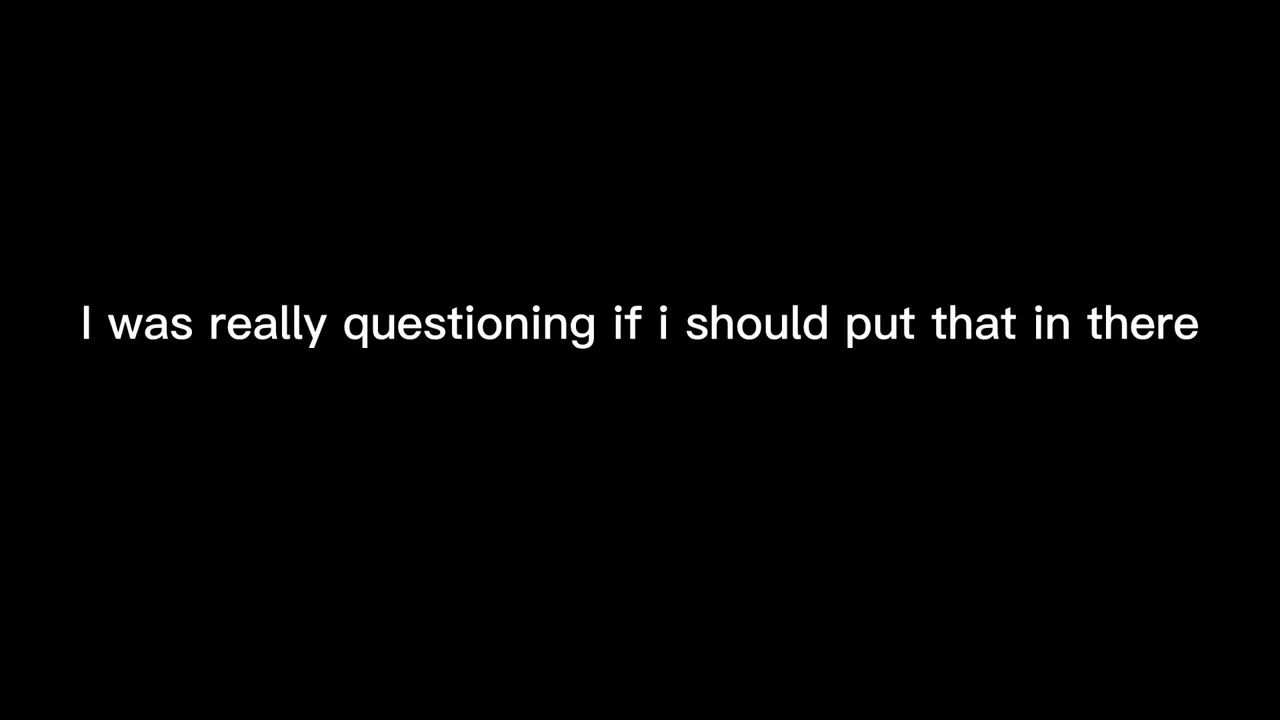 I was really questioning if i should put that in there